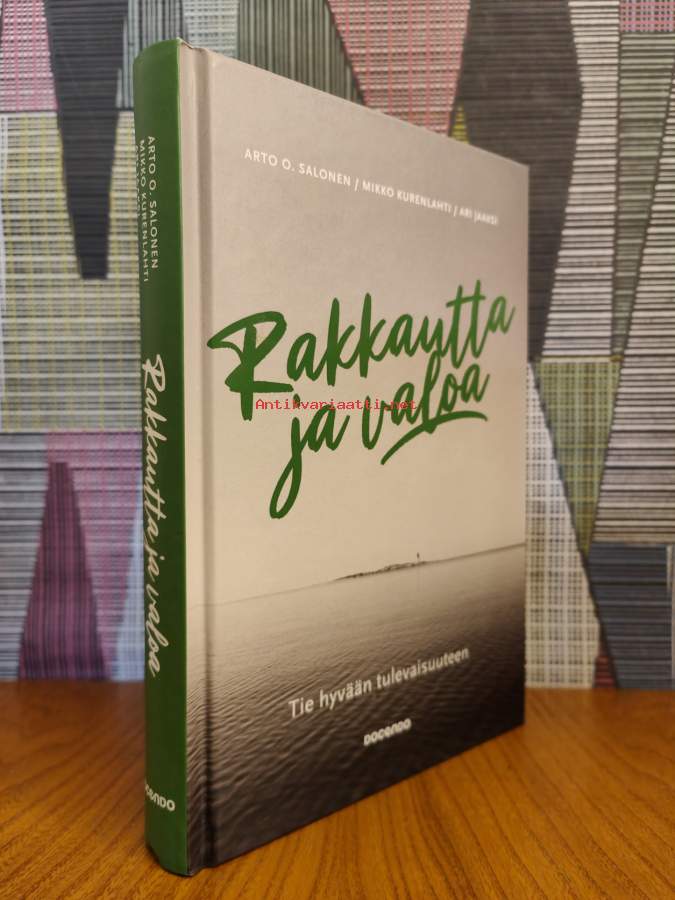 ARTO O. SALONEN / MIKKO KURENLAHTI / ARI JAAKSI
Rakkautta
ja valoa
Antikvariaatti.net
Tie hyvään tulevaisuuteen
DOCENDO
ARTO O. SALONEN
MIKKO KURENLAHTI
Rakkautta ja valoa
DOCENDO